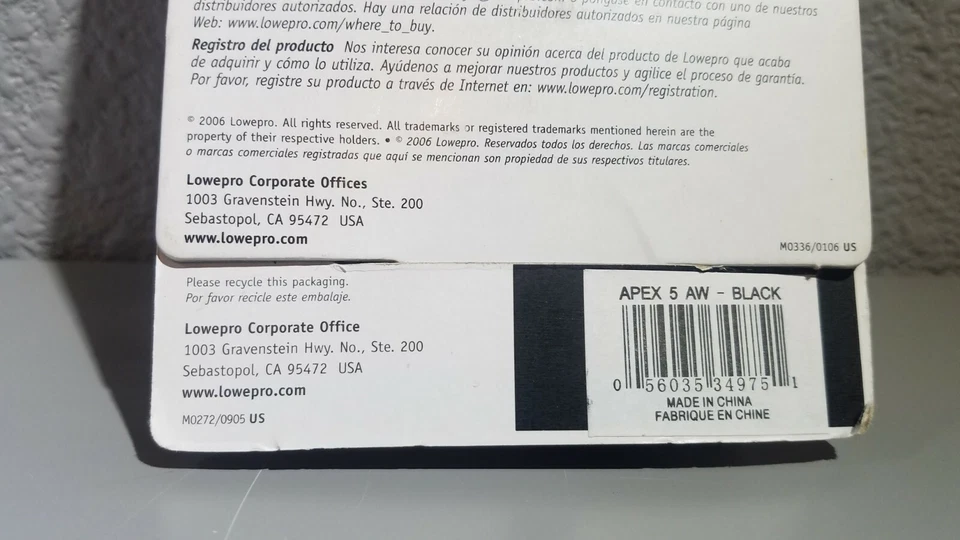 distribuidores autorizados. Hay una relación de distribuidores autorizados en nuestra página
Web: www.lowepro.com/where_to_buy.
Registro del producto Nos interesa conocer su opinión acerca del producto de Lowepro que acaba
de adquirir y cómo lo utiliza. Ayúdenos a mejorar nuestros productos y agilice el proceso de garantía.
Por favor, registre su producto a través de Internet en: www.lowepro.com/registration.
© 2006 Lowepro. All rights reserved. All trademarks or registered trademarks mentioned herein are the
property of their respective holders. • © 2006 Lowepro. Reservados todos los derechos. Las marcas comerciales
o marcas comerciales registradas que aquí se mencionan son propiedad de sus respectivos titulares.
Lowepro Corporate Offices
1003 Gravenstein Hwy. No., Ste. 200
Sebastopol, CA 95472 USA
www.lowepro.com
M0336/0106 US
Please recycle this packaging.
Por favor recicle este embalaje.
Lowepro Corporate Office
1003 Gravenstein Hwy. No., Ste. 200
Sebastopol, CA 95472 USA
www.lowepro.com
M0272/0905 US
APEX 5 AW - BLACK
0 56035 34975 1
MADE IN CHINA
FABRIQUE EN CHINE